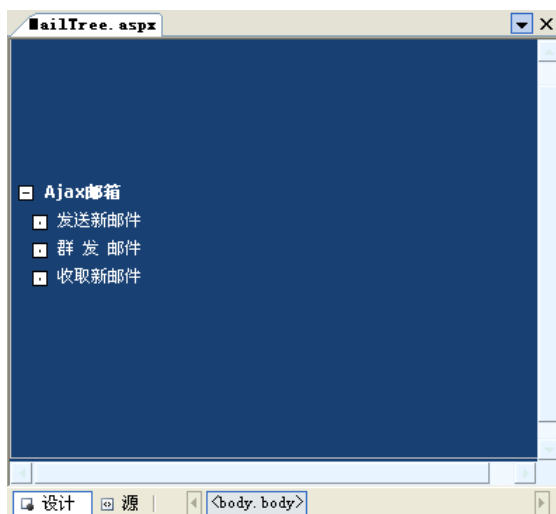 MailTree.aspx
Ajax邮箱
发送新邮件
群 发 邮件
收取新邮件
设计 源 <body.body>